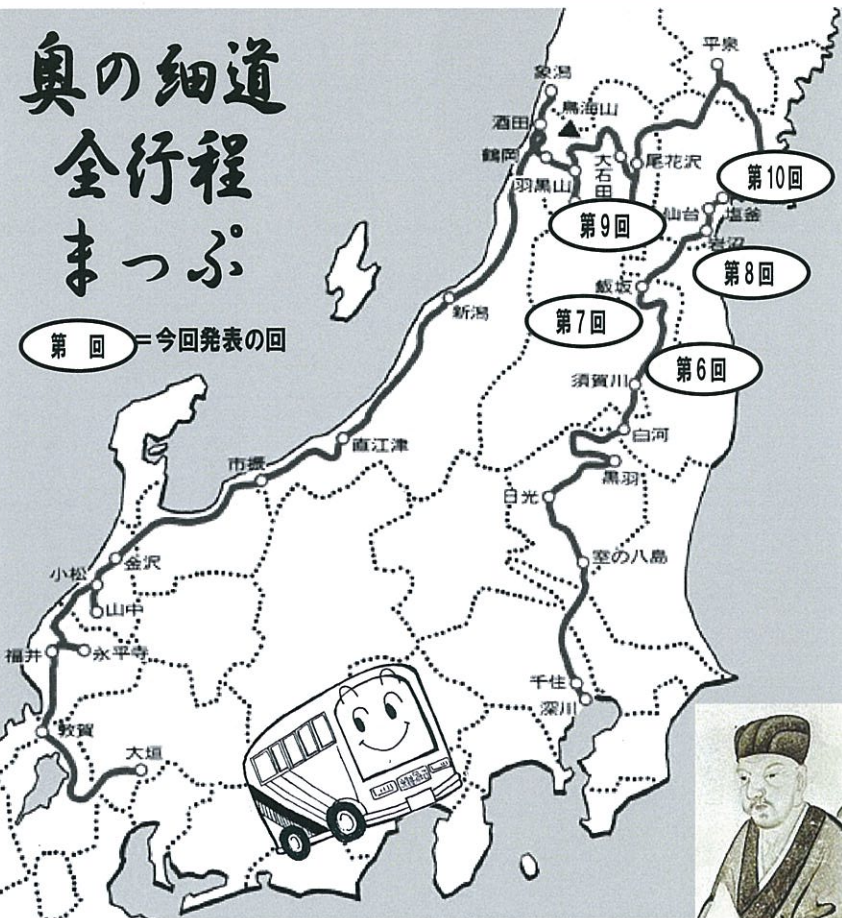 奥の細道
全行程
まっぷ
第 回 =今回発表の回
平泉
象潟
鳥海山
酒田
鶴岡
羽黒山
大石田
尾花沢
第10回
仙台
塩釜
岩沼
第9回
第8回
飯坂
第7回
新潟
第6回
須賀川
白河
黒羽
直江津
市振
日光
室の八島
金沢
小松
山中
福井
永平寺
千住
深川
敦賀
大垣